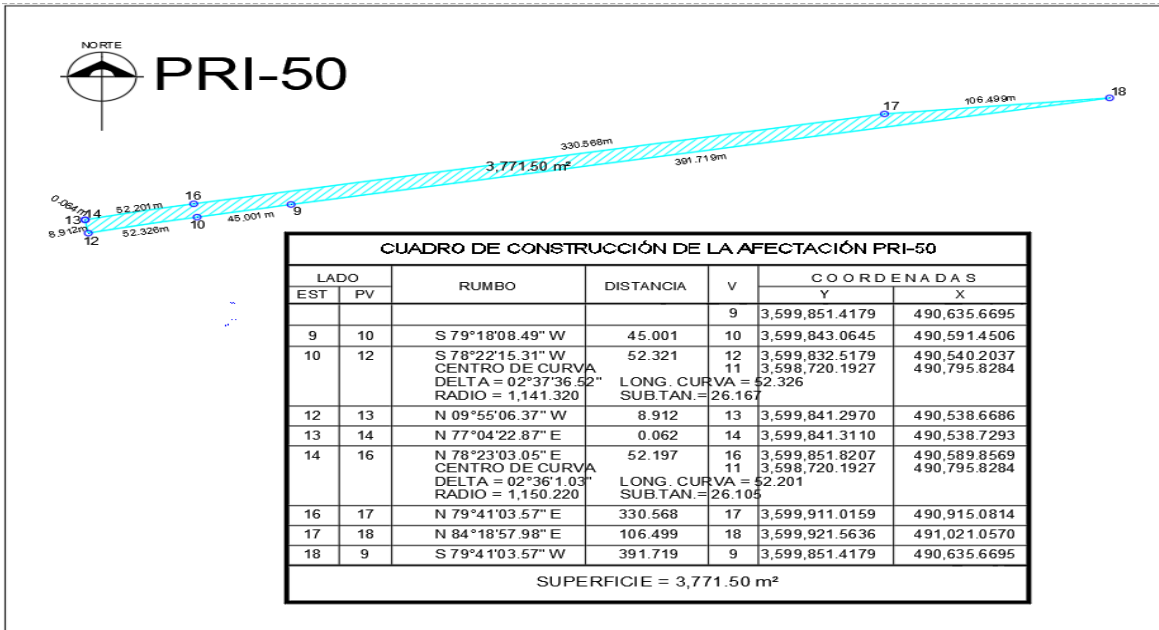 NORTE
PRI-50
18
106.499m
17
330.568m
391.719m
3,771.50 m²
0.064m
13 14
52.201m
16
9
10
45.001 m
8.912m
12
52.326m
CUADRO DE CONSTRUCCIÓN DE LA AFECTACIÓN PRI-50
LADO RUMBO DISTANCIA V COORDENADAS
EST PV Y X
9 3,599,851.4179 490,635.6695
9 10 S 79°18'08.49" W 45.001 10 3,599,843.0645 490,591.4506
10 12 S 78°22'15.31" W 52.321 12 3,599,832.5179 490,540.2037
CENTRO DE CURVA 11 3,598,720.1927 490,795.8284
DELTA = 02°37'36.52" LONG. CURVA = 52.326
RADIO = 1,141.320 SUB.TAN.= 26.167
12 13 N 09°55'06.37" W 8.912 13 3,599,841.2970 490,538.6686
13 14 N 77°04'22.87" E 0.062 14 3,599,841.3110 490,538.7293
14 16 N 78°23'03.05" E 52.197 16 3,599,851.8207 490,589.8569
CENTRO DE CURVA 11 3,598,720.1927 490,795.8284
DELTA = 02°36'1.03" LONG. CURVA = 52.201
RADIO = 1,150.220 SUB.TAN.= 26.105
16 17 N 79°41'03.57" E 330.568 17 3,599,911.0159 490,915.0814
17 18 N 84°18'57.98" E 106.499 18 3,599,921.5636 491,021.0570
18 9 S 79°41'03.57" W 391.719 9 3,599,851.4179 490,635.6695
SUPERFICIE = 3,771.50 m²